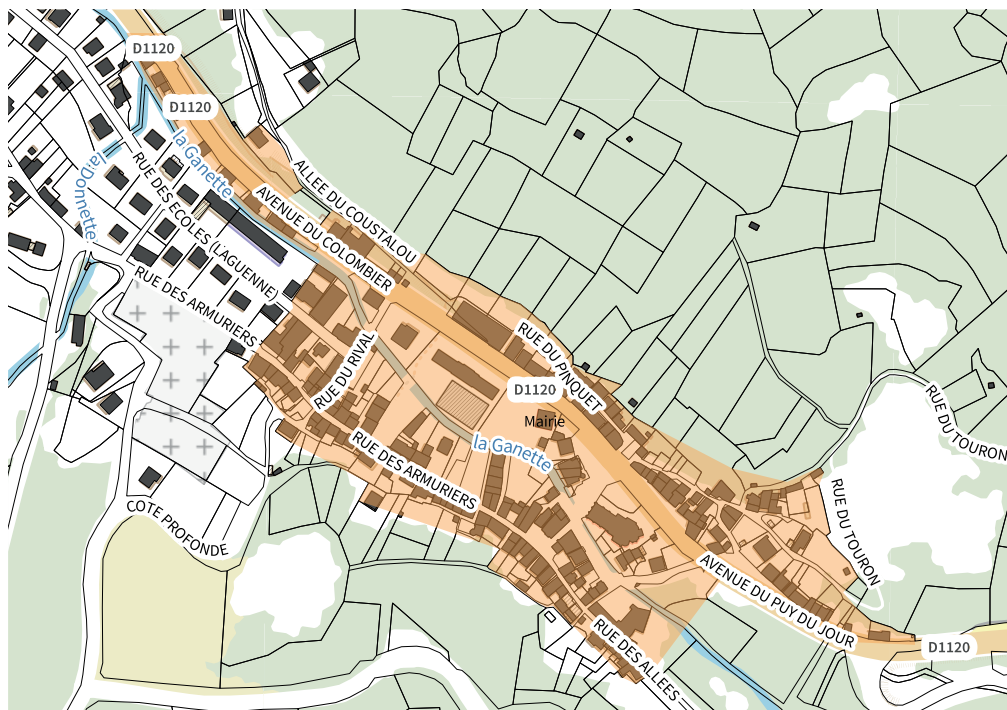 D1120
D1120
la Ganette
la Donnette
RUE DES ECOLES (LAGUENNE)
ALLEE DU COUSTALOU
AVENUE DU COLOMBIER
RUE DES ARMURIERS
RUE DU RIVAL
RUE DU PINQUET
D1120
Mairie
RUE DU TOURON
la Ganette
RUE DES ARMURIERS
RUE DU TOURON
COTE PROFONDE
AVENUE DU PUY DU JOUR
RUE DES ALLEES
D1120